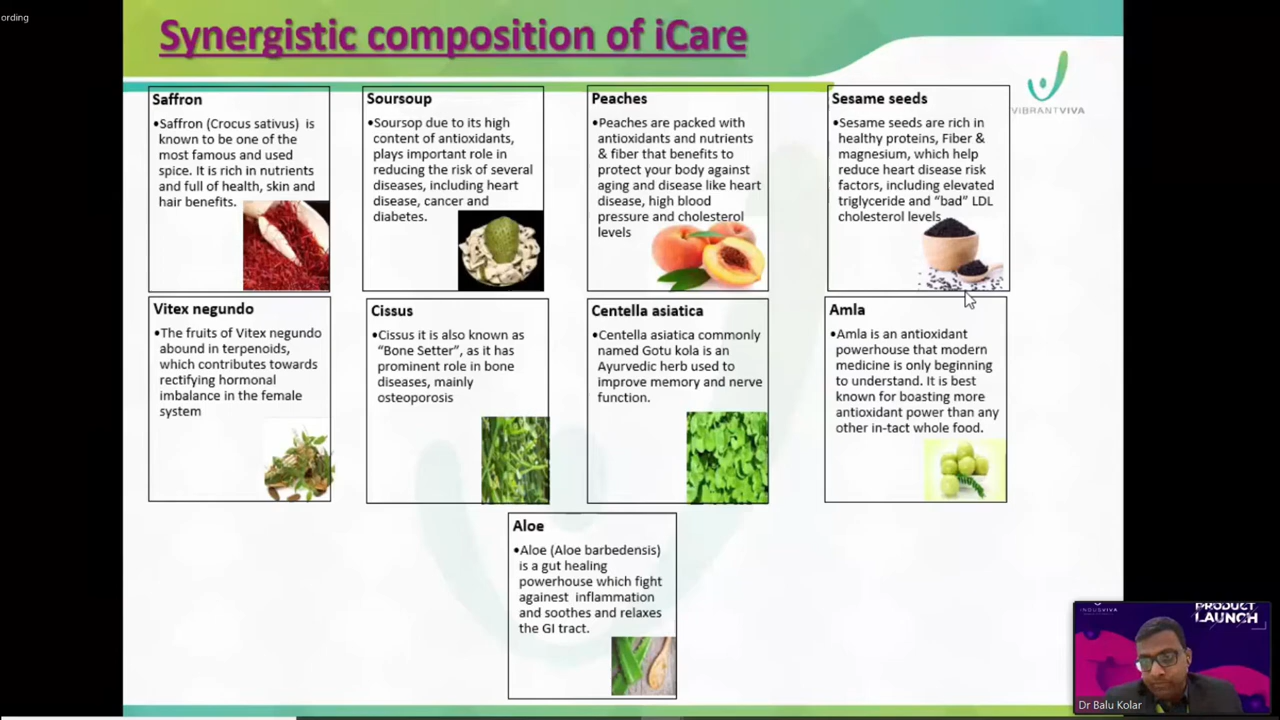 ording
Synergistic composition of iCare
VIBRANTVIVA
Saffron
•Saffron (Crocus sativus) is
known to be one of the
most famous and used
spice. It is rich in nutrients
and full of health, skin and
hair benefits.
Soursoup
•Soursop due to its high
content of antioxidants,
plays important role in
reducing the risk of several
diseases, including heart
disease, cancer and
diabetes.
Peaches
•Peaches are packed with
antioxidants and nutrients
& fiber that benefits to
protect your body against
aging and disease like heart
disease, high blood
pressure and cholesterol
levels
Sesame seeds
•Sesame seeds are rich in
healthy proteins, Fiber &
magnesium, which help
reduce heart disease risk
factors, including elevated
triglyceride and “bad” LDL
cholesterol levels
Vitex negundo
•The fruits of Vitex negundo
abound in terpenoids,
which contributes towards
rectifying hormonal
imbalance in the female
system
Cissus
•Cissus it is also known as
“Bone Setter”, as it has
prominent role in bone
diseases, mainly
osteoporosis
Centella asiatica
•Centella asiatica commonly
named Gotu kola is an
Ayurvedic herb used to
improve memory and nerve
function.
Amla
•Amla is an antioxidant
powerhouse that modern
medicine is only beginning
to understand. It is best
known for boasting more
antioxidant power than any
other in-tact whole food.
Aloe
•Aloe (Aloe barbedensis)
is a gut healing
powerhouse which fight
againest inflammation
and soothes and relaxes
the GI tract.
INDUSVIVA
PRODUCT
LAUNCH
Dr Balu Kolar